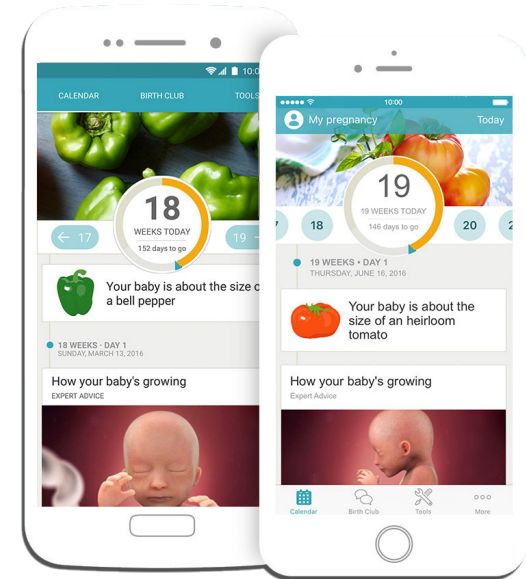 10:0
CALENDAR BIRTH CLUB TOOLS
18
WEEKS TODAY
152 days to go
← 17
19
Your baby is about the size o
a bell pepper
18 WEEKS · DAY 1
SUNDAY, MARCH 13, 2016
How your baby's growing
EXPERT ADVICE
10:00
My pregnancy Today
19
19 WEEKS TODAY
146 days to go
7 18 20 2
19 WEEKS • DAY 1
THURSDAY, JUNE 16, 2016
Your baby is about the
size of an heirloom
tomato
How your baby's growing
Expert Advice
Calendar Birth Club Tools More